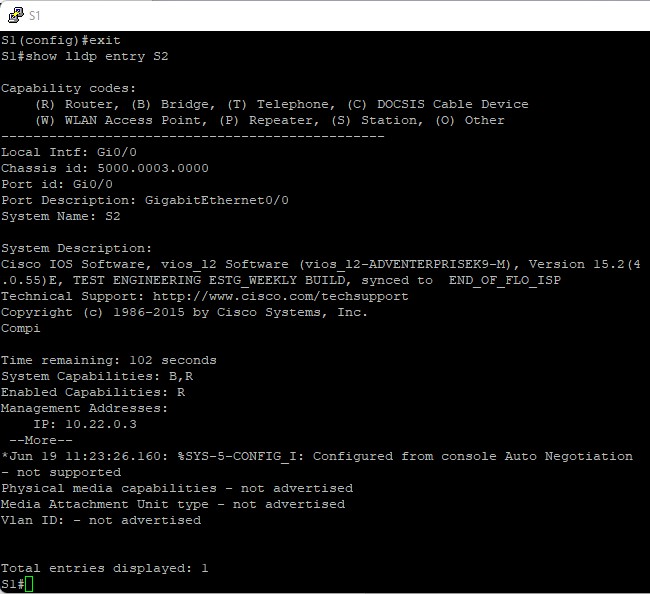 S1
S1(config)#exit
S1#show lldp entry S2
Capability codes:
    (R) Router, (B) Bridge, (T) Telephone, (C) DOCSIS Cable Device
    (W) WLAN Access Point, (P) Repeater, (S) Station, (O) Other
------------------------------------------------
Local Intf: Gi0/0
Chassis id: 5000.0003.0000
Port id: Gi0/0
Port Description: GigabitEthernet0/0
System Name: S2
System Description:
Cisco IOS Software, vios_l2 Software (vios_l2-ADVENTERPRISEK9-M), Version 15.2(4
.0.55)E, TEST ENGINEERING ESTG_WEEKLY BUILD, synced to  END_OF_FLO_ISP
Technical Support: http://www.cisco.com/techsupport
Copyright (c) 1986-2015 by Cisco Systems, Inc.
Compi
Time remaining: 102 seconds
System Capabilities: B,R
Enabled Capabilities: R
Management Addresses:
    IP: 10.22.0.3
 --More--
*Jun 19 11:23:26.160: %SYS-5-CONFIG_I: Configured from console Auto Negotiation
- not supported
Physical media capabilities - not advertised
Media Attachment Unit type - not advertised
Vlan ID: - not advertised
Total entries displayed: 1
S1#